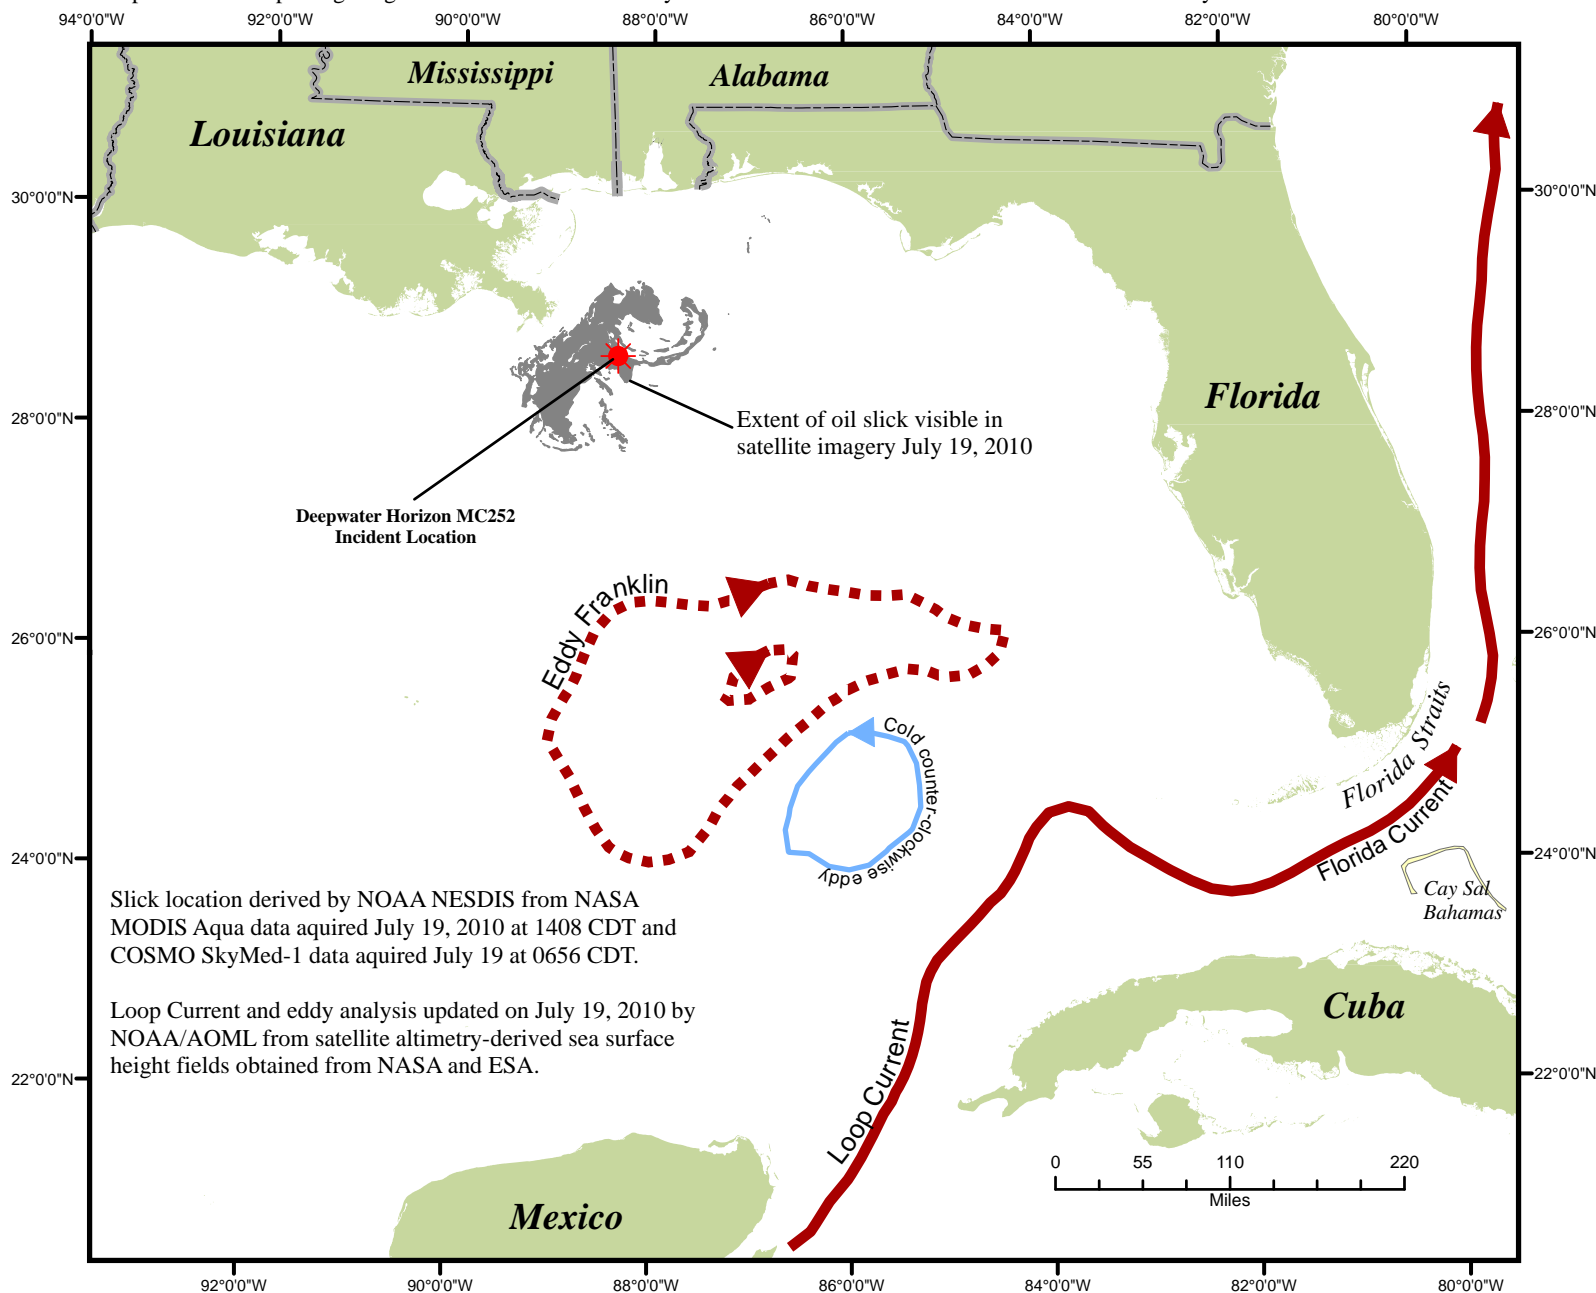 94°0'0"W 92°0'0"W 90°0'0"W 88°0'0"W 86°0'0"W 84°0'0"W 82°0'0"W 80°0'0"W
Mississippi
Alabama
Louisiana
30°0'0"N
30°0'0"N
Florida
28°0'0"N
28°0'0"N
Extent of oil slick visible in
satellite imagery July 19, 2010
Deepwater Horizon MC252
Incident Location
Eddy Franklin
26°0'0"N
26°0'0"N
Cold counter-clockwise eddy
Florida Straits
Florida Current
24°0'0"N
24°0'0"N
Cay Sal
Bahamas
Slick location derived by NOAA NESDIS from NASA
MODIS Aqua data aquired July 19, 2010 at 1408 CDT and
COSMO SkyMed-1 data aquired July 19 at 0656 CDT.
Loop Current and eddy analysis updated on July 19, 2010 by
NOAA/AOML from satellite altimetry-derived sea surface
height fields obtained from NASA and ESA.
Cuba
Loop Current
22°0'0"N
22°0'0"N
0 55 110 220
Miles
Mexico
92°0'0"W 90°0'0"W 88°0'0"W 86°0'0"W 84°0'0"W 82°0'0"W 80°0'0"W